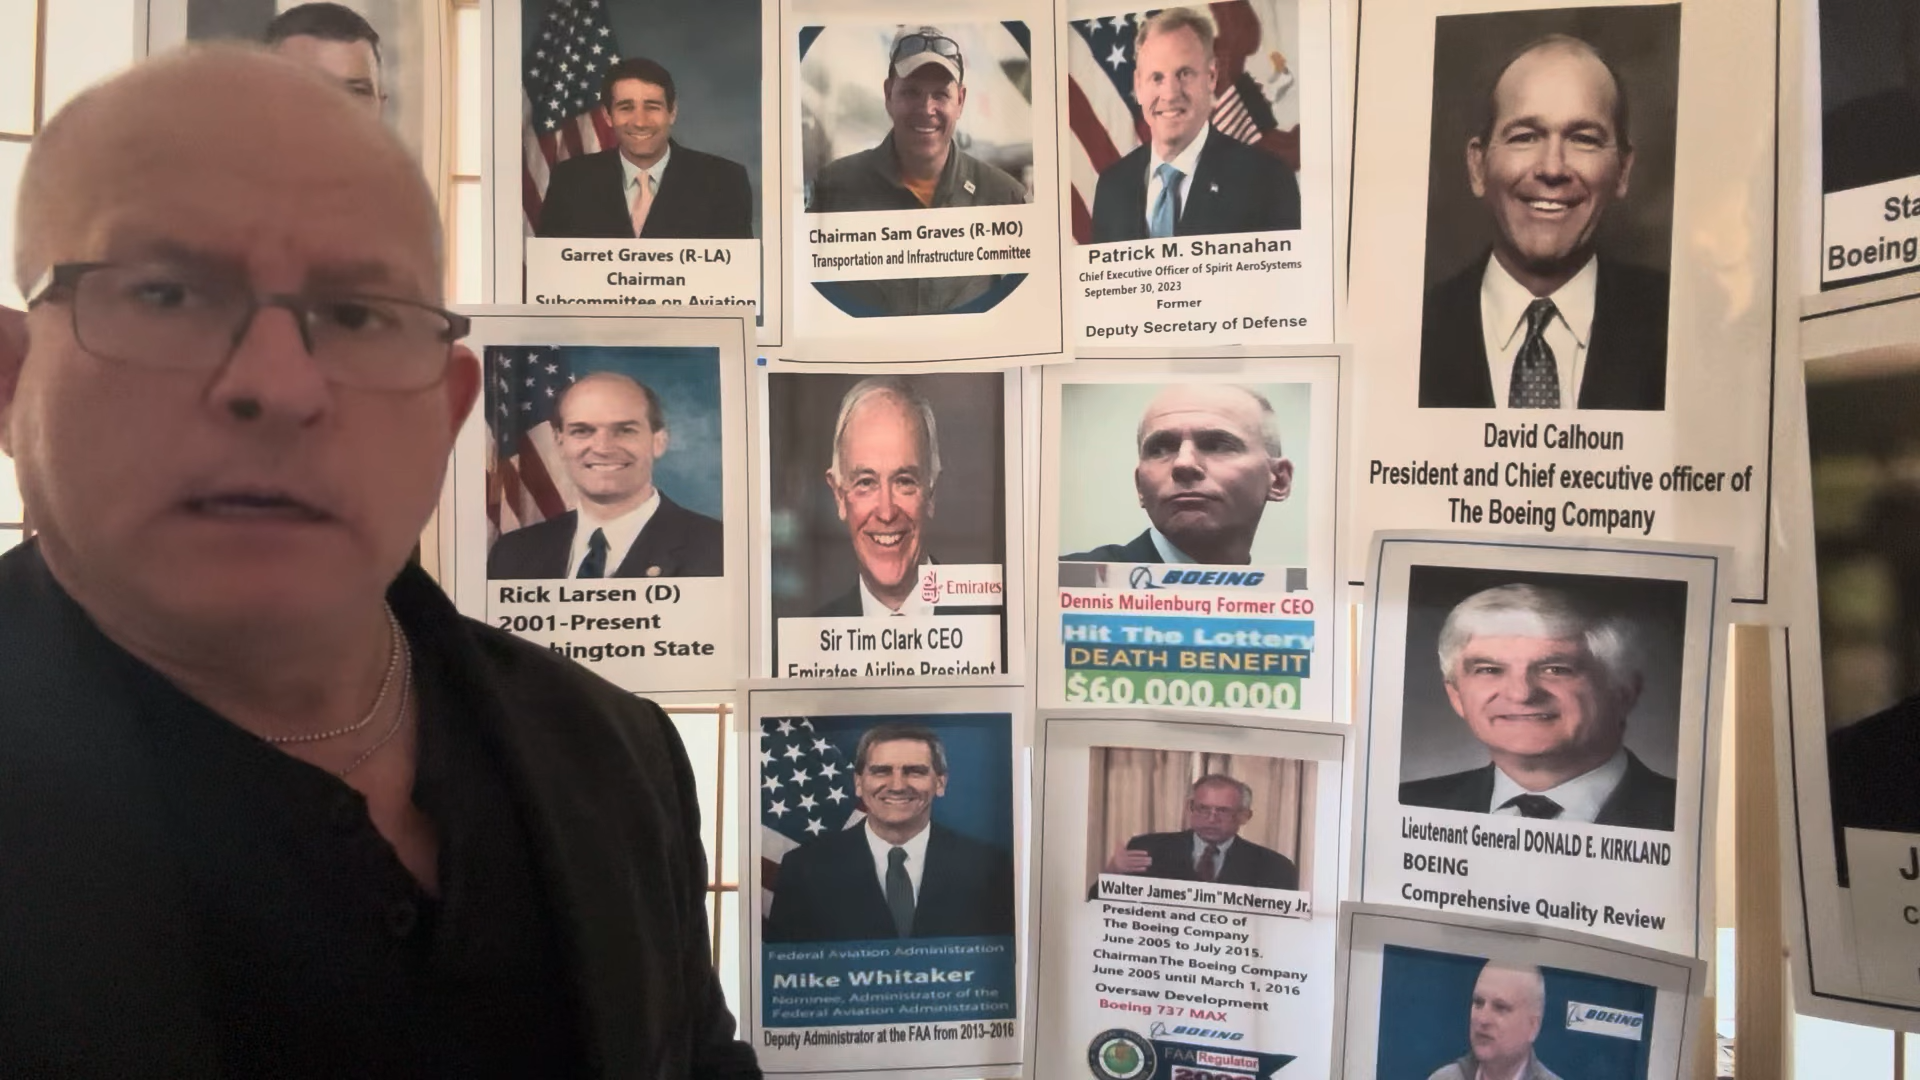 Garret Graves (R-LA)
Chairman
Subcommittee on Aviation
Chairman Sam Graves (R-MO)
Transportation and Infrastructure Committee
Patrick M. Shanahan
Chief Executive Officer of Spirit AeroSystems
September 30, 2023
Former
Deputy Secretary of Defense
David Calhoun
President and Chief executive officer of
The Boeing Company
Boeing
Rick Larsen (D)
2001-Present
hington State
Emirates
Sir Tim Clark CEO
Emirates Airline President
BOEING
Dennis Muilenburg Former CEO
Hit The Lottery
DEATH BENEFIT
$60,000,000
Lieutenant General DONALD E. KIRKLAND
BOEING
Comprehensive Quality Review
Federal Aviation Administration
Mike Whitaker
Nominee, Administrator of the
Federal Aviation Administration
Deputy Administrator at the FAA from 2013–2016
Walter James"Jim"McNerney Jr.
President and CEO of
The Boeing Company
June 2005 to July 2015.
Chairman The Boeing Company
June 2005 until March 1, 2016
Oversaw Development
Boeing 737 MAX
BOEING
FAA Regulator
BOEING